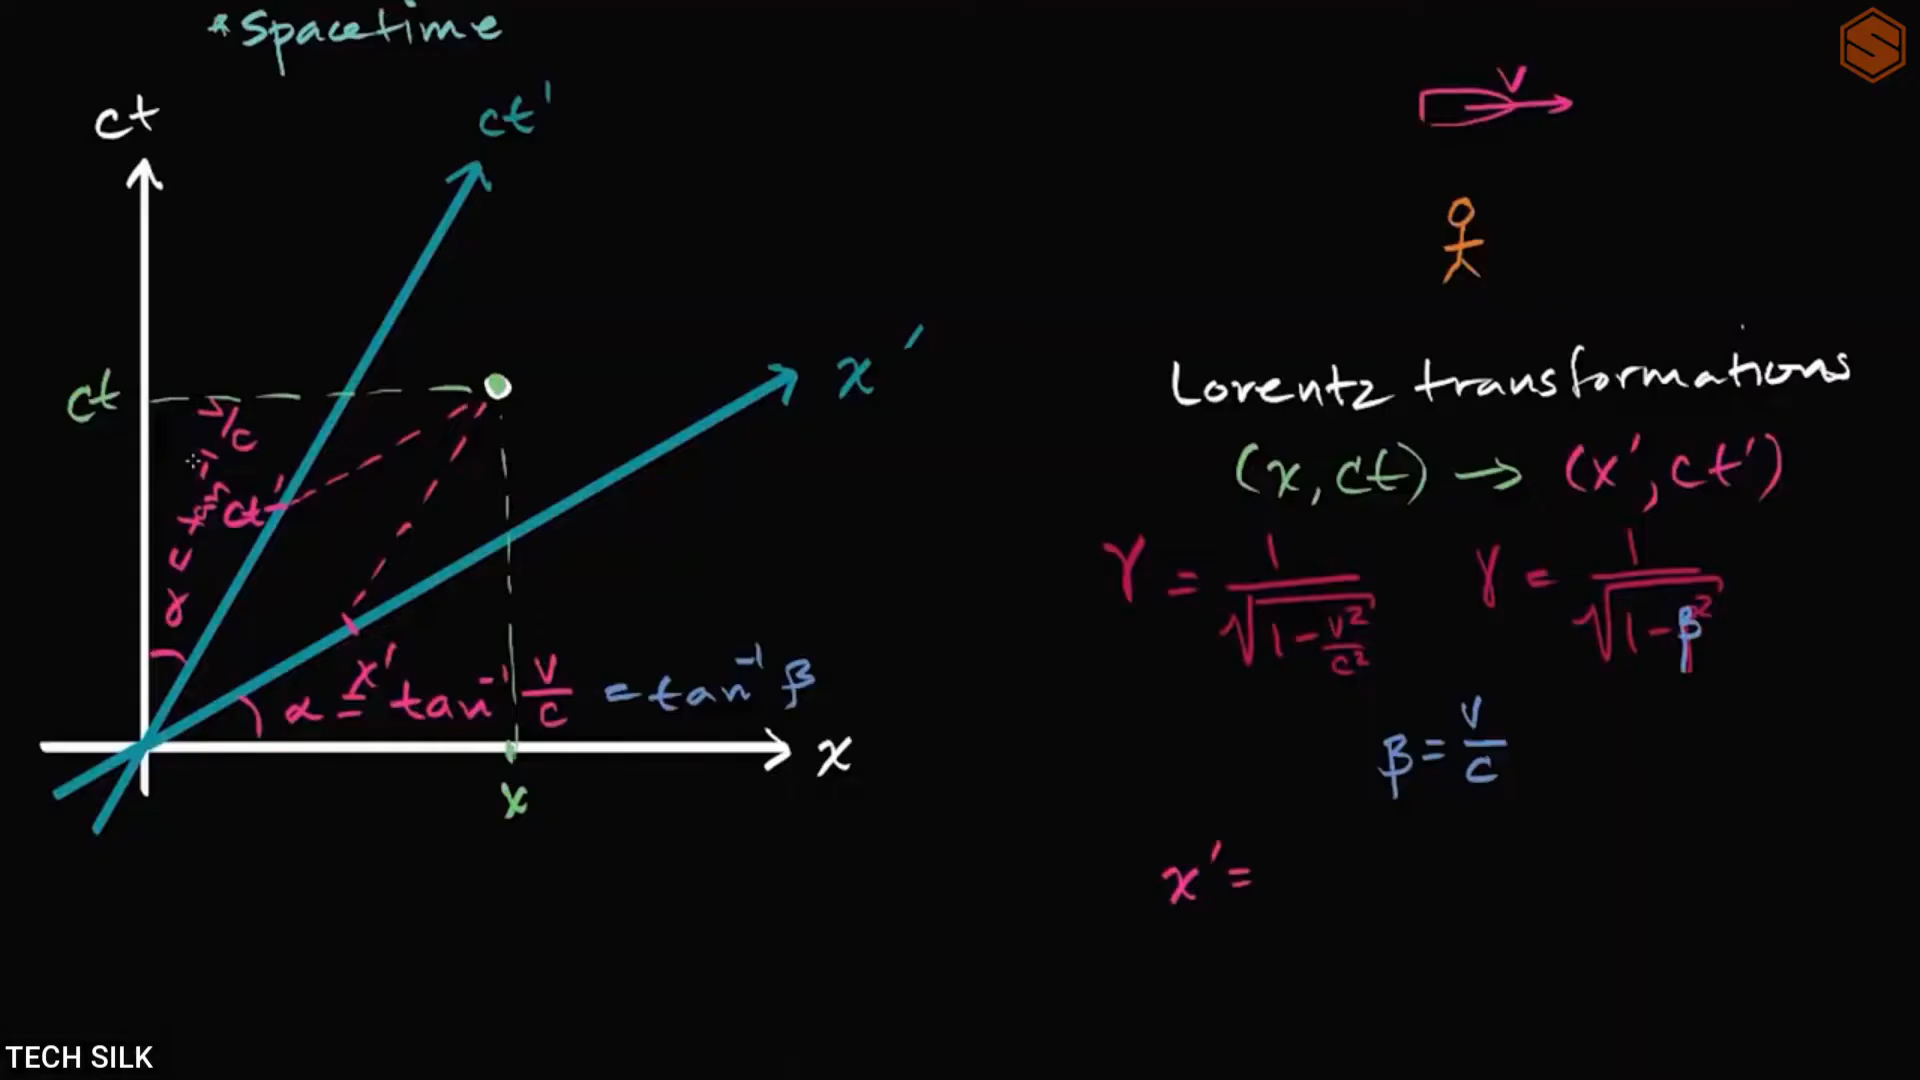 *Spacetime
ct
ct'
x'
ct
ct'
α = tan⁻¹ v/c = tan⁻¹ β
x'
x
x
v
Lorentz transformations
(x, ct) → (x', ct')
γ = 1/√(1-v²/c²)
γ = 1/√(1-β²)
β = v/c
x' =
TECH SILK